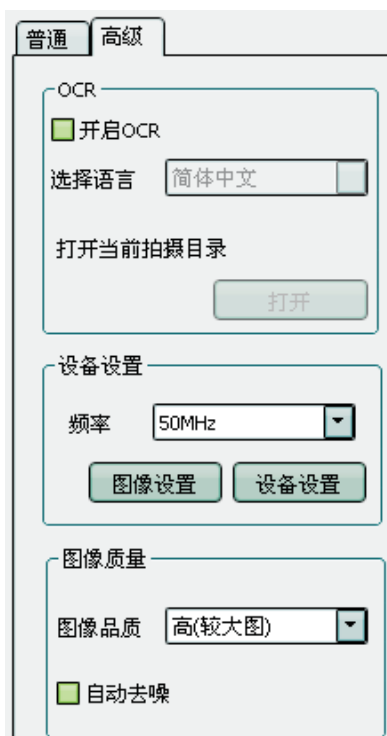 普通 高级
OCR
开启OCR
选择语言 简体中文
打开当前拍摄目录
打开
设备设置
频率 50MHz
图像设置 设备设置
图像质量
图像品质 高(较大图)
自动去噪